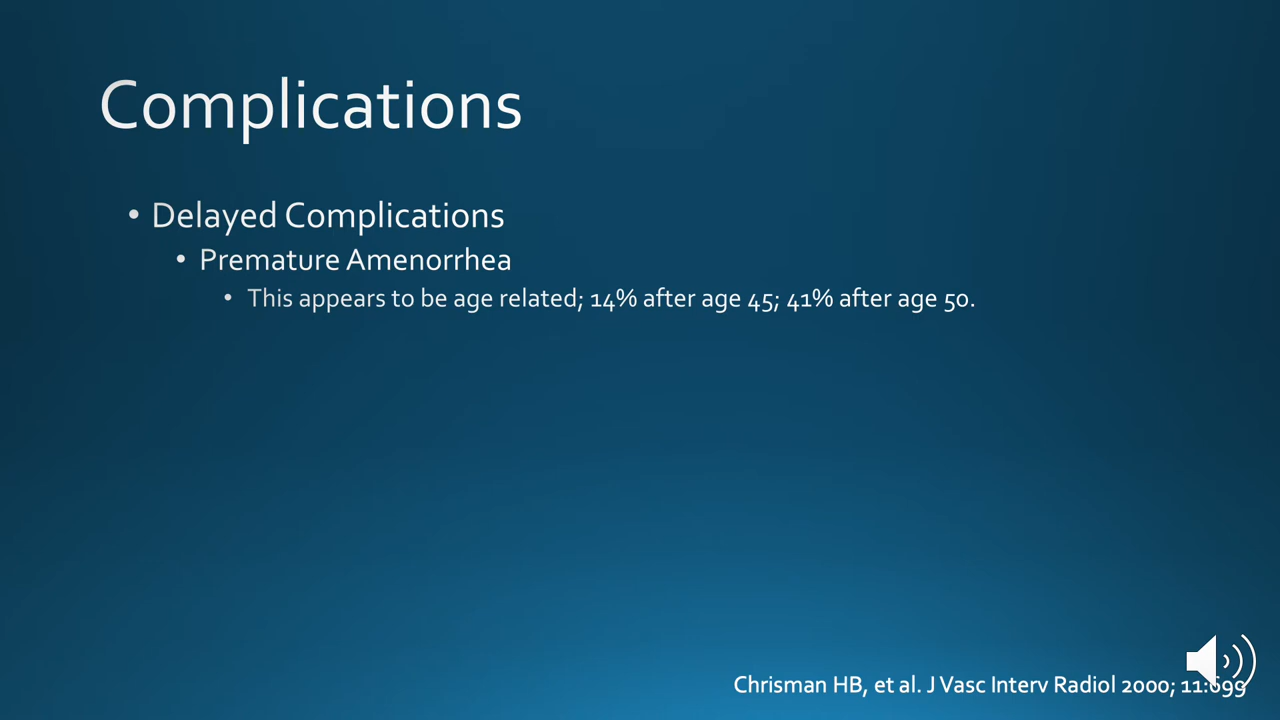 Complications
• Delayed Complications
• Premature Amenorrhea
• This appears to be age related; 14% after age 45; 41% after age 50.
Chrisman HB, et al. J Vasc Interv Radiol 2000; 11:699